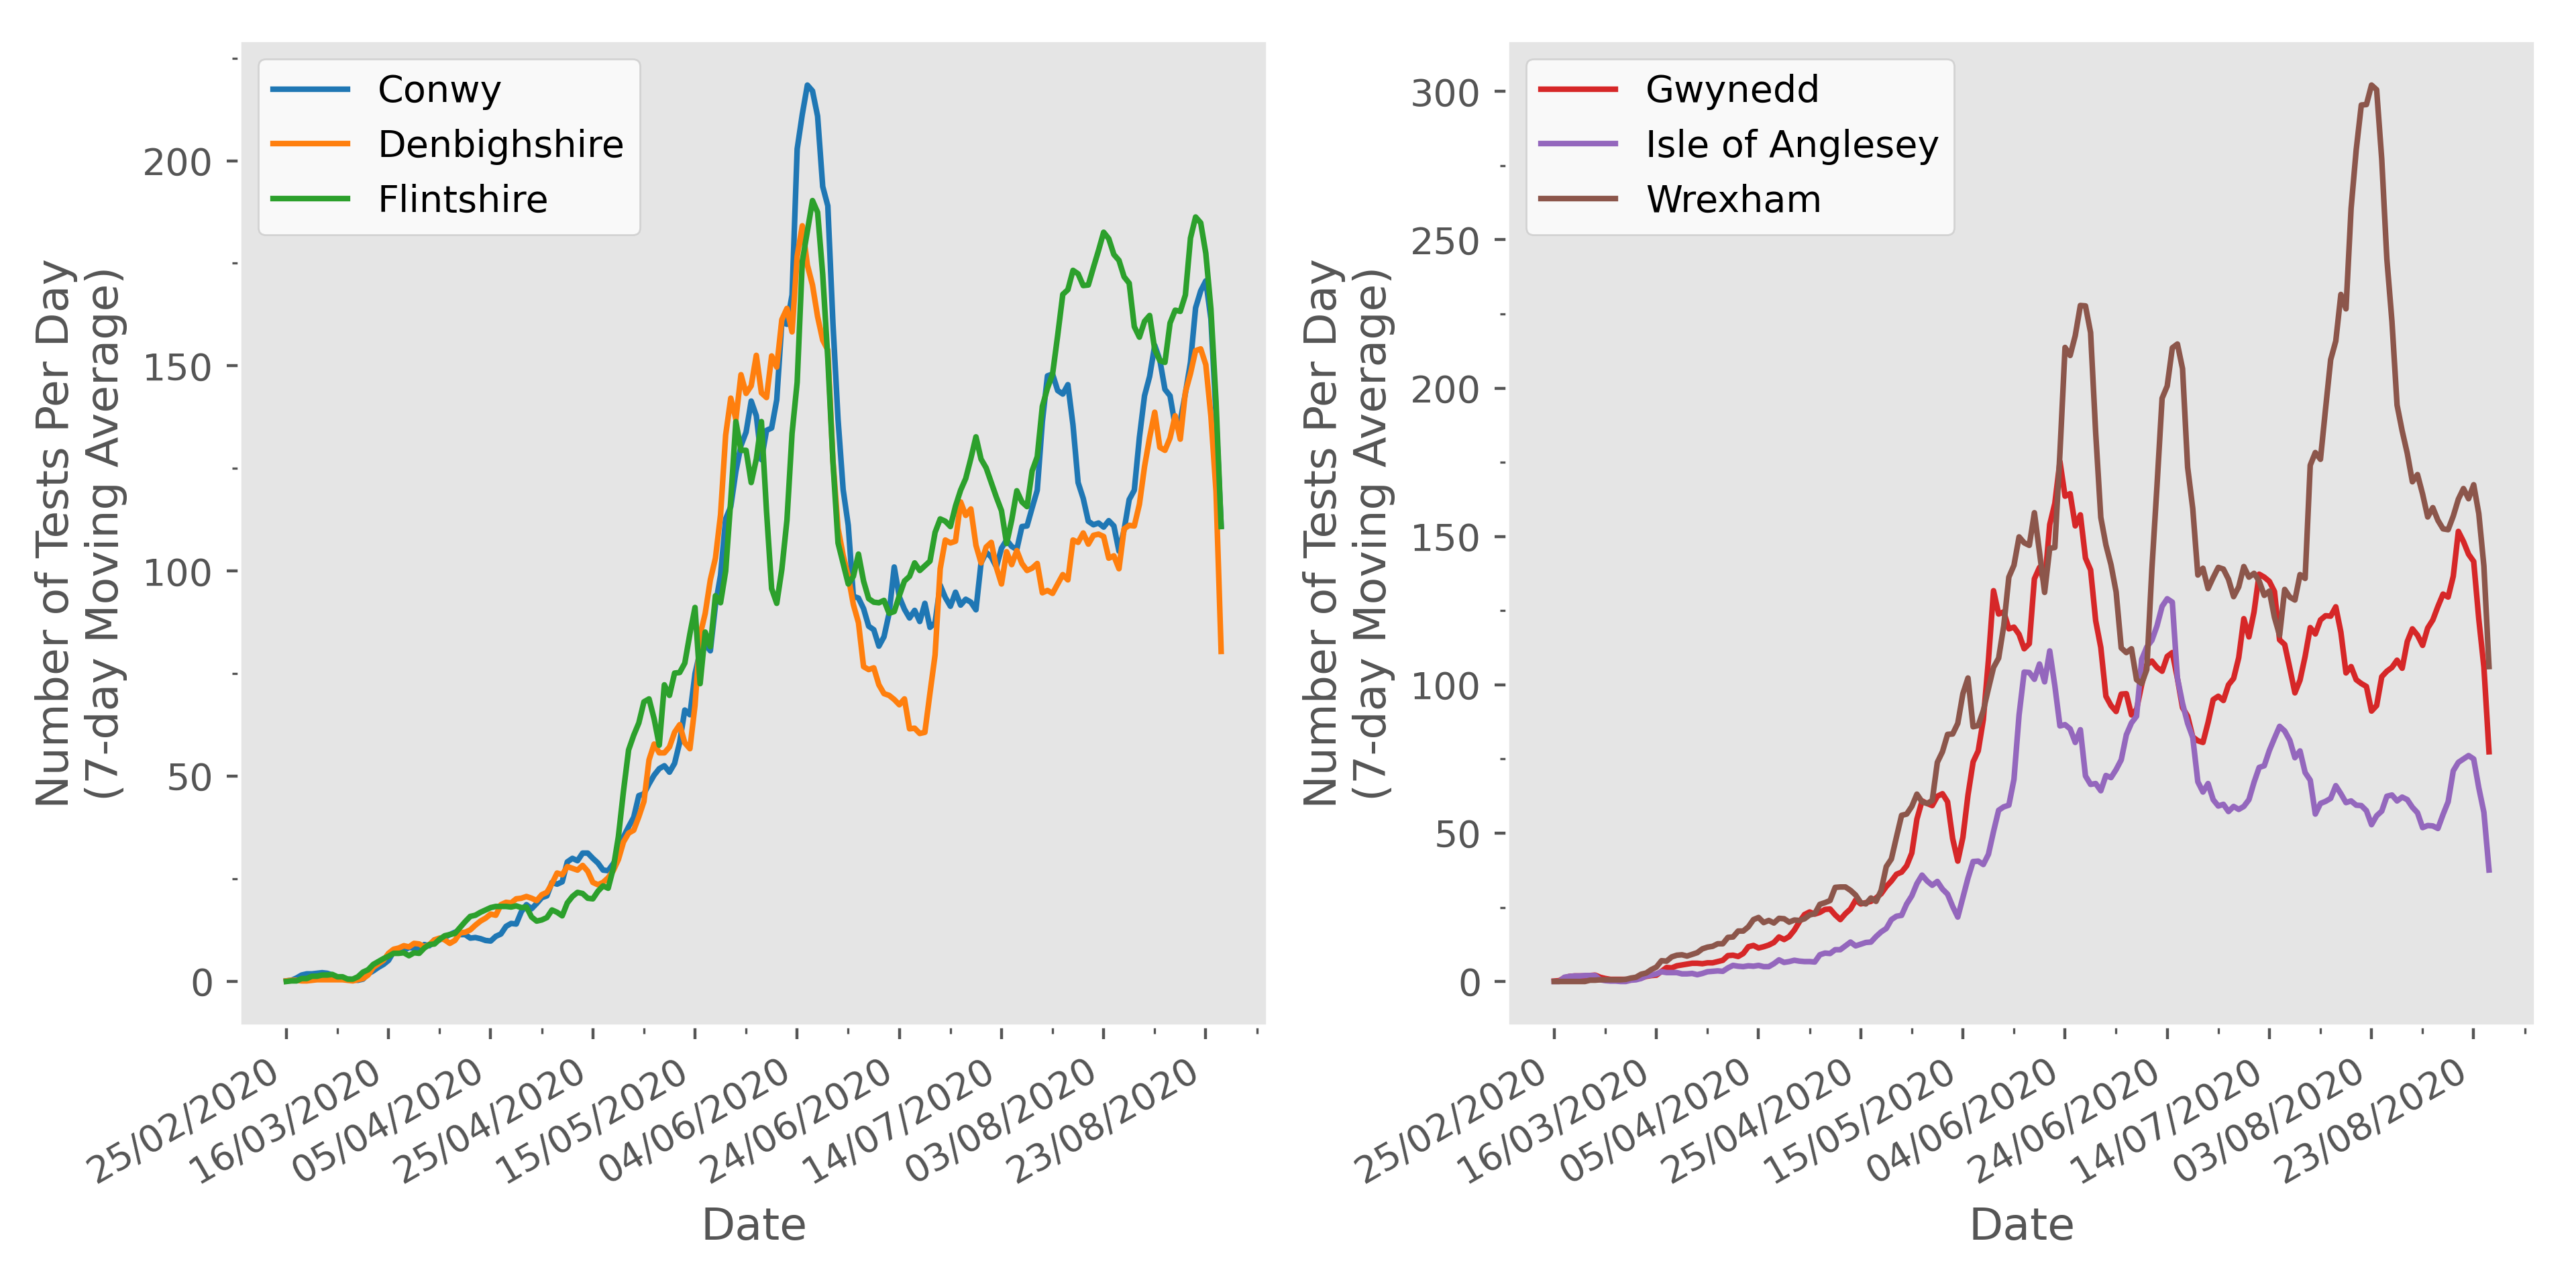 Conwy
Denbighshire
Flintshire
Number of Tests Per Day
(7-day Moving Average)
200
150
100
50
0
25/02/2020
16/03/2020
05/04/2020
25/04/2020
15/05/2020
04/06/2020
24/06/2020
14/07/2020
03/08/2020
23/08/2020
Date
Gwynedd
Isle of Anglesey
Wrexham
Number of Tests Per Day
(7-day Moving Average)
300
250
200
150
100
50
0
25/02/2020
16/03/2020
05/04/2020
25/04/2020
15/05/2020
04/06/2020
24/06/2020
14/07/2020
03/08/2020
23/08/2020
Date